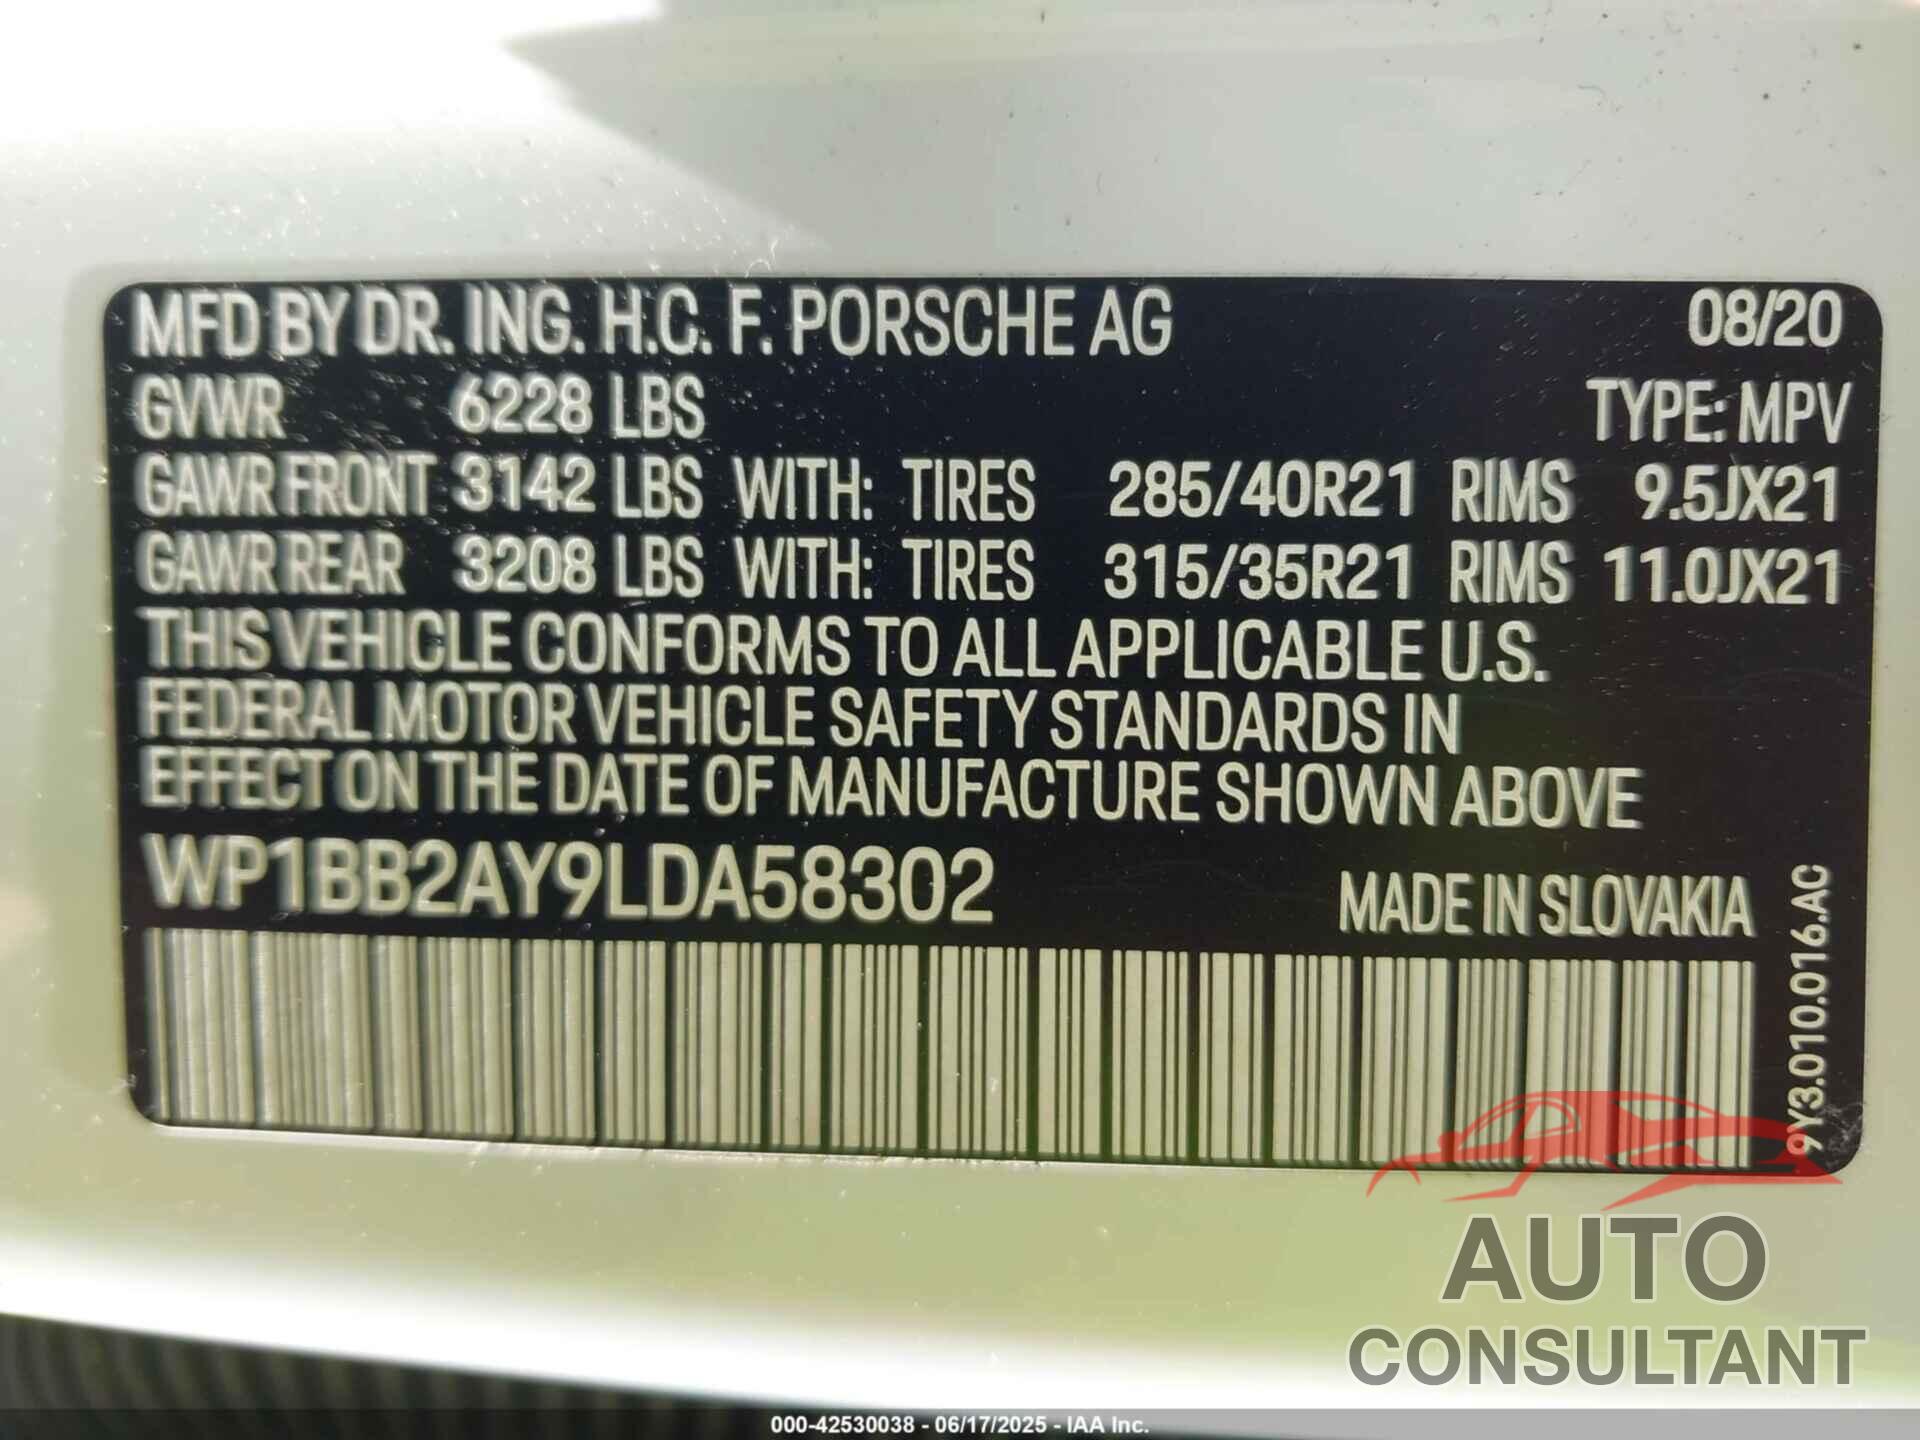 MFD BY DR. ING. H.C. F. PORSCHE AG 08/20
GVWR 6228 LBS TYPE: MPV
GAWR FRONT 3142 LBS WITH: TIRES 285/40R21 RIMS 9.5JX21
GAWR REAR 3208 LBS WITH: TIRES 315/35R21 RIMS 11.0JX21
THIS VEHICLE CONFORMS TO ALL APPLICABLE U.S.
FEDERAL MOTOR VEHICLE SAFETY STANDARDS IN
EFFECT ON THE DATE OF MANUFACTURE SHOWN ABOVE
WP1BB2AY9LDA58302
MADE IN SLOVAKIA
9Y3.010.016.AC
AUTO
CONSULTANT
000-42530038 - 06/17/2025 - IAA Inc.